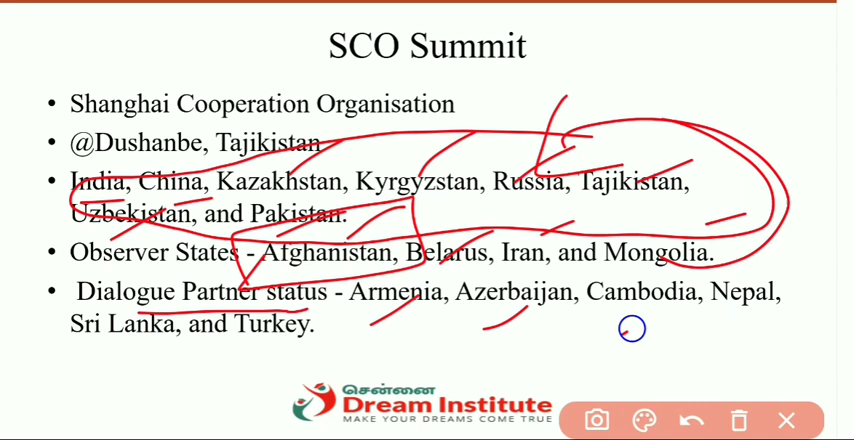 SCO Summit
• Shanghai Cooperation Organisation
• @Dushanbe, Tajikistan
• India, China, Kazakhstan, Kyrgyzstan, Russia, Tajikistan,
Uzbekistan, and Pakistan.
• Observer States - Afghanistan, Belarus, Iran, and Mongolia.
• Dialogue Partner status - Armenia, Azerbaijan, Cambodia, Nepal,
Sri Lanka, and Turkey.
சென்னை
Dream Institute
MAKE YOUR DREAMS COME TRUE